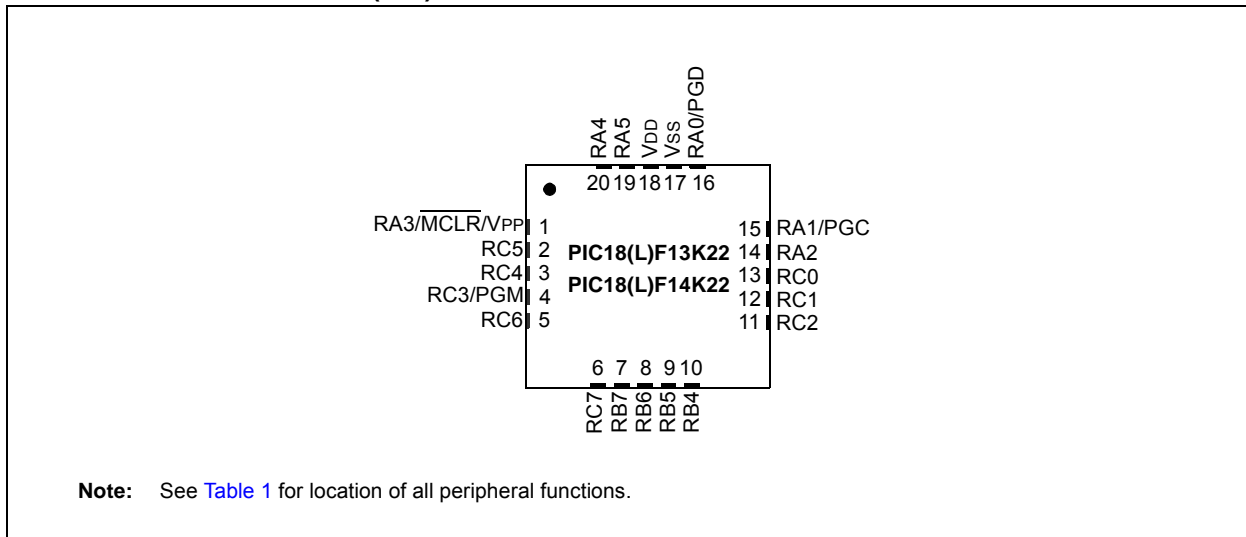 RA4
RA5
VDD
VSS
RA0/PGD
20 19 18 17 16
RA3/MCLR/VPP 1
RC5 2
RC4 3
RC3/PGM 4
RC6 5
PIC18(L)F13K22
PIC18(L)F14K22
15 RA1/PGC
14 RA2
13 RC0
12 RC1
11 RC2
6 7 8 9 10
RC7
RB7
RB6
RB5
RB4
Note: See Table 1 for location of all peripheral functions.